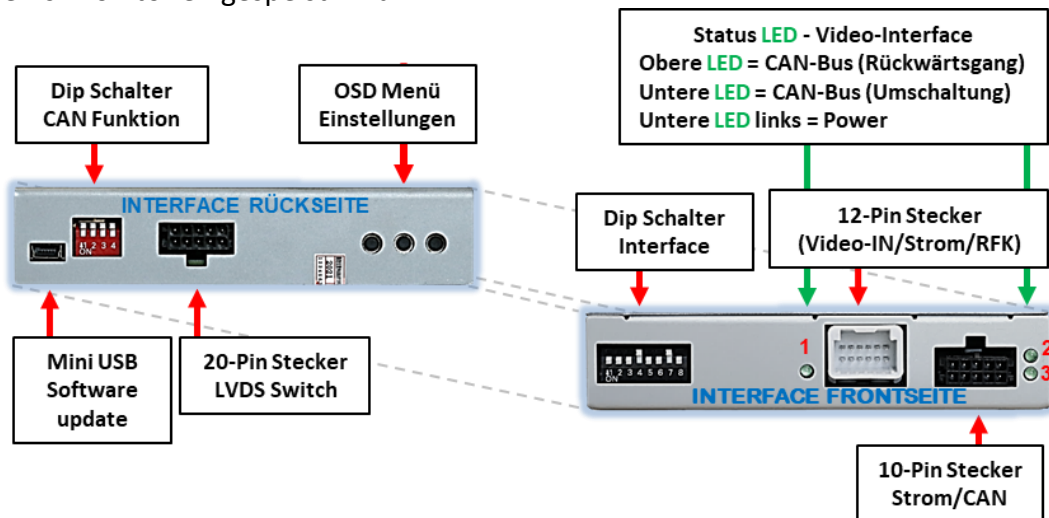 Status LED - Video-Interface
Obere LED = CAN-Bus (Rückwärtsgang)
Untere LED = CAN-Bus (Umschaltung)
Untere LED links = Power
Dip Schalter
CAN Funktion
OSD Menü
Einstellungen
INTERFACE RÜCKSEITE
1 2 3 4
ON
2021
Dip Schalter
Interface
12-Pin Stecker
(Video-IN/Strom/RFK)
Mini USB
Software
update
20-Pin Stecker
LVDS Switch
1 2 3 4 5 6 7 8
ON
1
2
3
INTERFACE FRONTSEITE
10-Pin Stecker
Strom/CAN